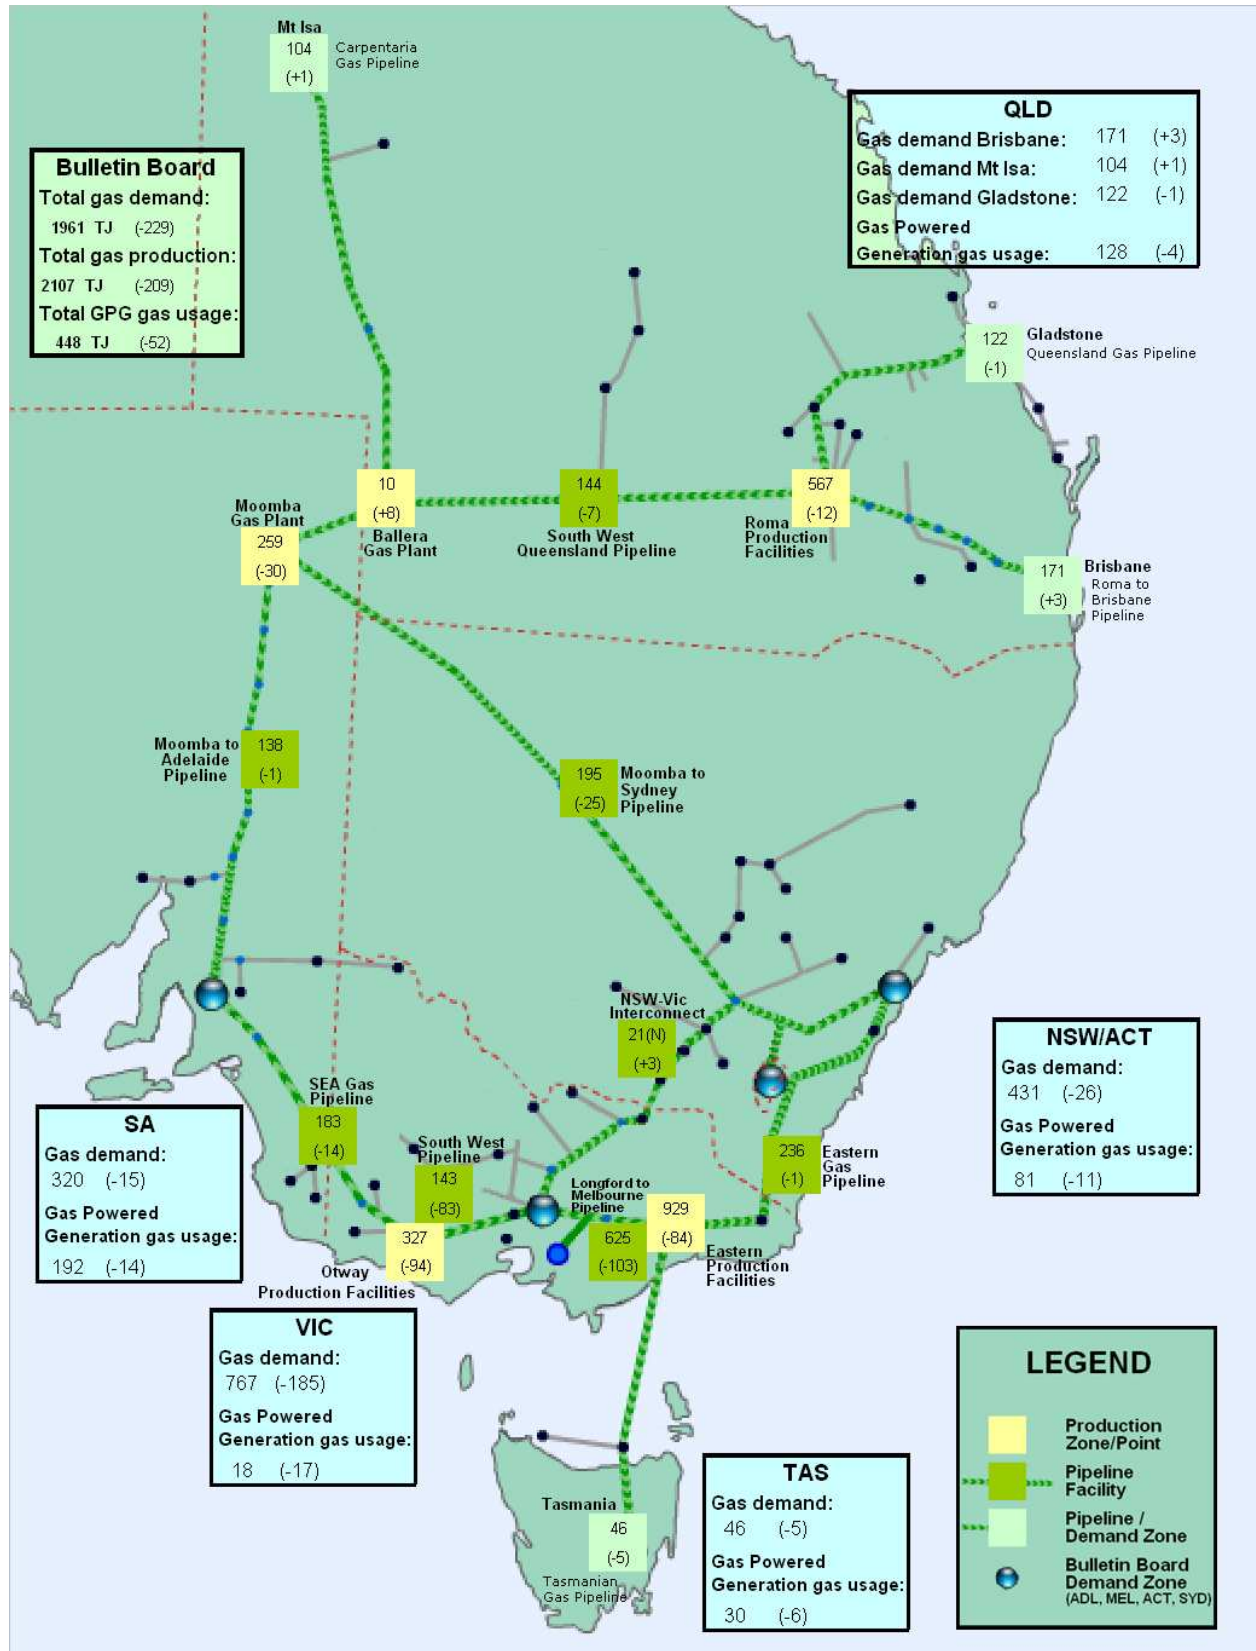 Mt Isa
104
(+1)
Carpentaria
Gas Pipeline
QLD
Gas demand Brisbane: 171 (+3)
Gas demand Mt Isa: 104 (+1)
Gas demand Gladstone: 122 (-1)
Gas Powered
Generation gas usage: 128 (-4)
Bulletin Board
Total gas demand:
1961 TJ (-229)
Total gas production:
2107 TJ (-209)
Total GPG gas usage:
448 TJ (-52)
122
(-1)
Gladstone
Queensland Gas Pipeline
10
(+8)
Ballera
Gas Plant
144
(-7)
South West
Queensland Pipeline
567
(-12)
Roma
Production
Facilities
Moomba
Gas Plant
259
(-30)
171
(+3)
Brisbane
Roma to
Brisbane
Pipeline
Moomba to
Adelaide
Pipeline
138
(-1)
195
(-25)
Moomba to
Sydney
Pipeline
NSW-Vic
Interconnect
21(N)
(+3)
NSW/ACT
Gas demand:
431 (-26)
Gas Powered
Generation gas usage:
81 (-11)
SEA Gas
Pipeline
183
(-14)
SA
Gas demand:
320 (-15)
Gas Powered
Generation gas usage:
192 (-14)
South West
Pipeline
143
(-83)
236
(-1)
Eastern
Gas
Pipeline
Longford to
Melbourne
Pipeline
625
(-103)
929
(-84)
Eastern
Production
Facilities
327
(-94)
Otway
Production Facilities
VIC
Gas demand:
767 (-185)
Gas Powered
Generation gas usage:
18 (-17)
Tasmania
46
(-5)
Tasmanian
Gas Pipeline
TAS
Gas demand:
46 (-5)
Gas Powered
Generation gas usage:
30 (-6)
LEGEND
Production
Zone/Point
Pipeline
Facility
Pipeline /
Demand Zone
Bulletin Board
Demand Zone
(ADL, MEL, ACT, SYD)